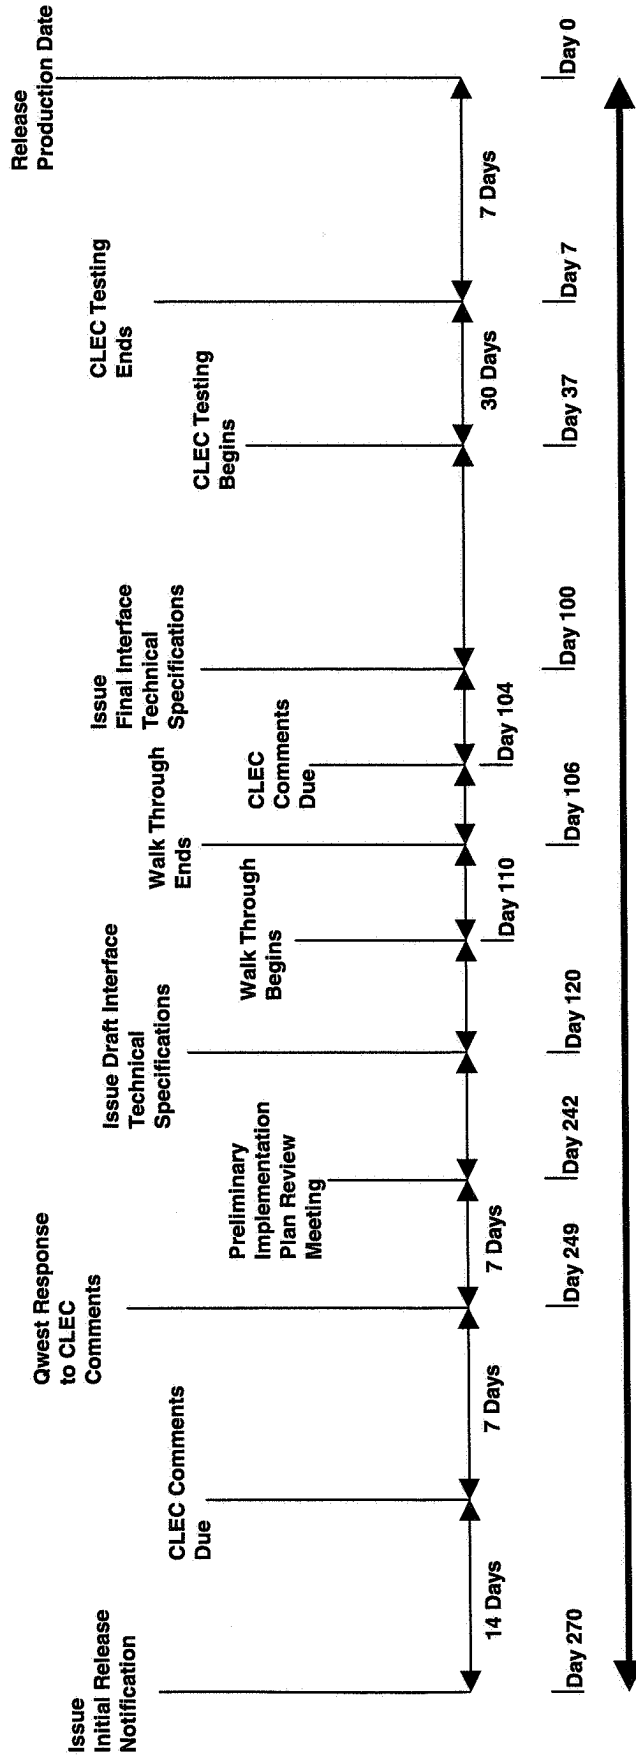 Issue
Initial Release
Notification
CLEC Comments
Due
Qwest Response
to CLEC
Comments
Preliminary
Implementation
Plan Review
Meeting
Issue Draft Interface
Technical
Specifications
Walk Through
Begins
Walk Through
Ends
CLEC
Comments
Due
Issue
Final Interface
Technical
Specifications
CLEC Testing
Begins
CLEC Testing
Ends
Release
Production Date
14 Days
7 Days
7 Days
30 Days
7 Days
Day 270
Day 249
Day 242
Day 120
Day 110
Day 106
Day 104
Day 100
Day 37
Day 7
Day 0